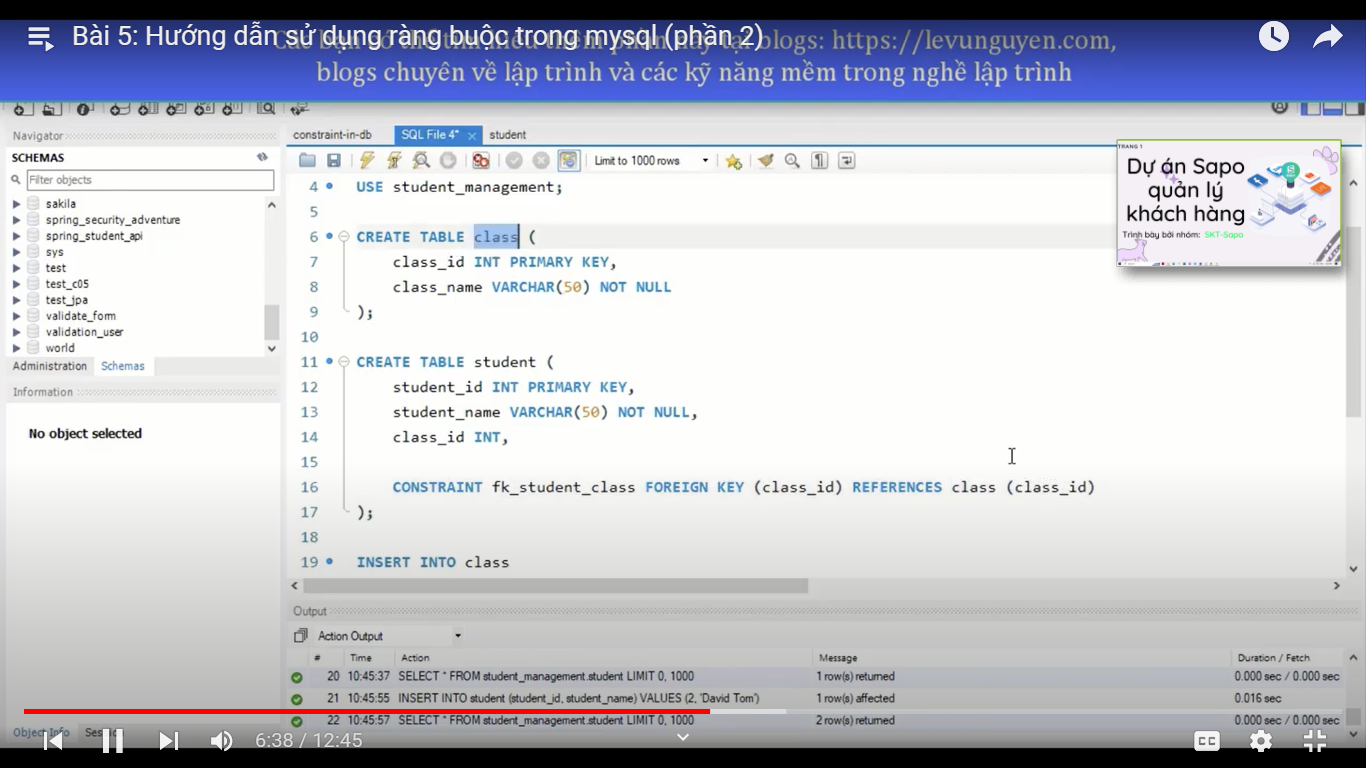 Bài 5: Hướng dẫn sử dụng ràng buộc trong mysql (phần 2)
blogs: https://levunguyen.com,
blogs chuyên về lập trình và các kỹ năng mềm trong nghề lập trình
Navigator
SCHEMAS
Filter objects
sakila
spring_security_adventure
spring_student_api
sys
test
test_c05
test_jpa
validate_form
validation_user
world
Administration Schemas
Information
No object selected
constraint-in-db SQL File 4* student
Limit to 1000 rows
4 USE student_management;
5
6 CREATE TABLE class (
7 class_id INT PRIMARY KEY,
8 class_name VARCHAR(50) NOT NULL
9 );
10
11 CREATE TABLE student (
12 student_id INT PRIMARY KEY,
13 student_name VARCHAR(50) NOT NULL,
14 class_id INT,
15
16 CONSTRAINT fk_student_class FOREIGN KEY (class_id) REFERENCES class (class_id)
17 );
18
19 INSERT INTO class
TRANG 1
Dự án Sapo
quản lý
khách hàng
Trình bày bởi nhóm: SKT-Sapo
Output
Action Output
# Time Action Message Duration / Fetch
20 10:45:37 SELECT * FROM student_management.student LIMIT 0, 1000 1 row(s) returned 0.000 sec / 0.000 sec
21 10:45:55 INSERT INTO student (student_id, student_name) VALUES (2, 'David Tom') 1 row(s) affected 0.016 sec
22 10:45:57 SELECT * FROM student_management.student LIMIT 0, 1000 2 row(s) returned 0.000 sec / 0.000 sec
Object Info
6:38 / 12:45
CC